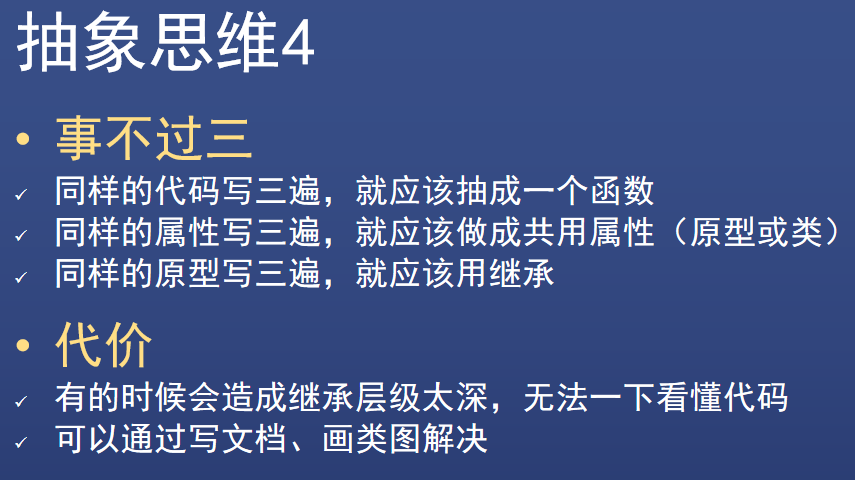 抽象思维4
• 事不过三
✓ 同样的代码写三遍，就应该抽成一个函数
✓ 同样的属性写三遍，就应该做成共用属性（原型或类）
✓ 同样的原型写三遍，就应该用继承
• 代价
✓ 有的时候会造成继承层级太深，无法一下看懂代码
✓ 可以通过写文档、画类图解决